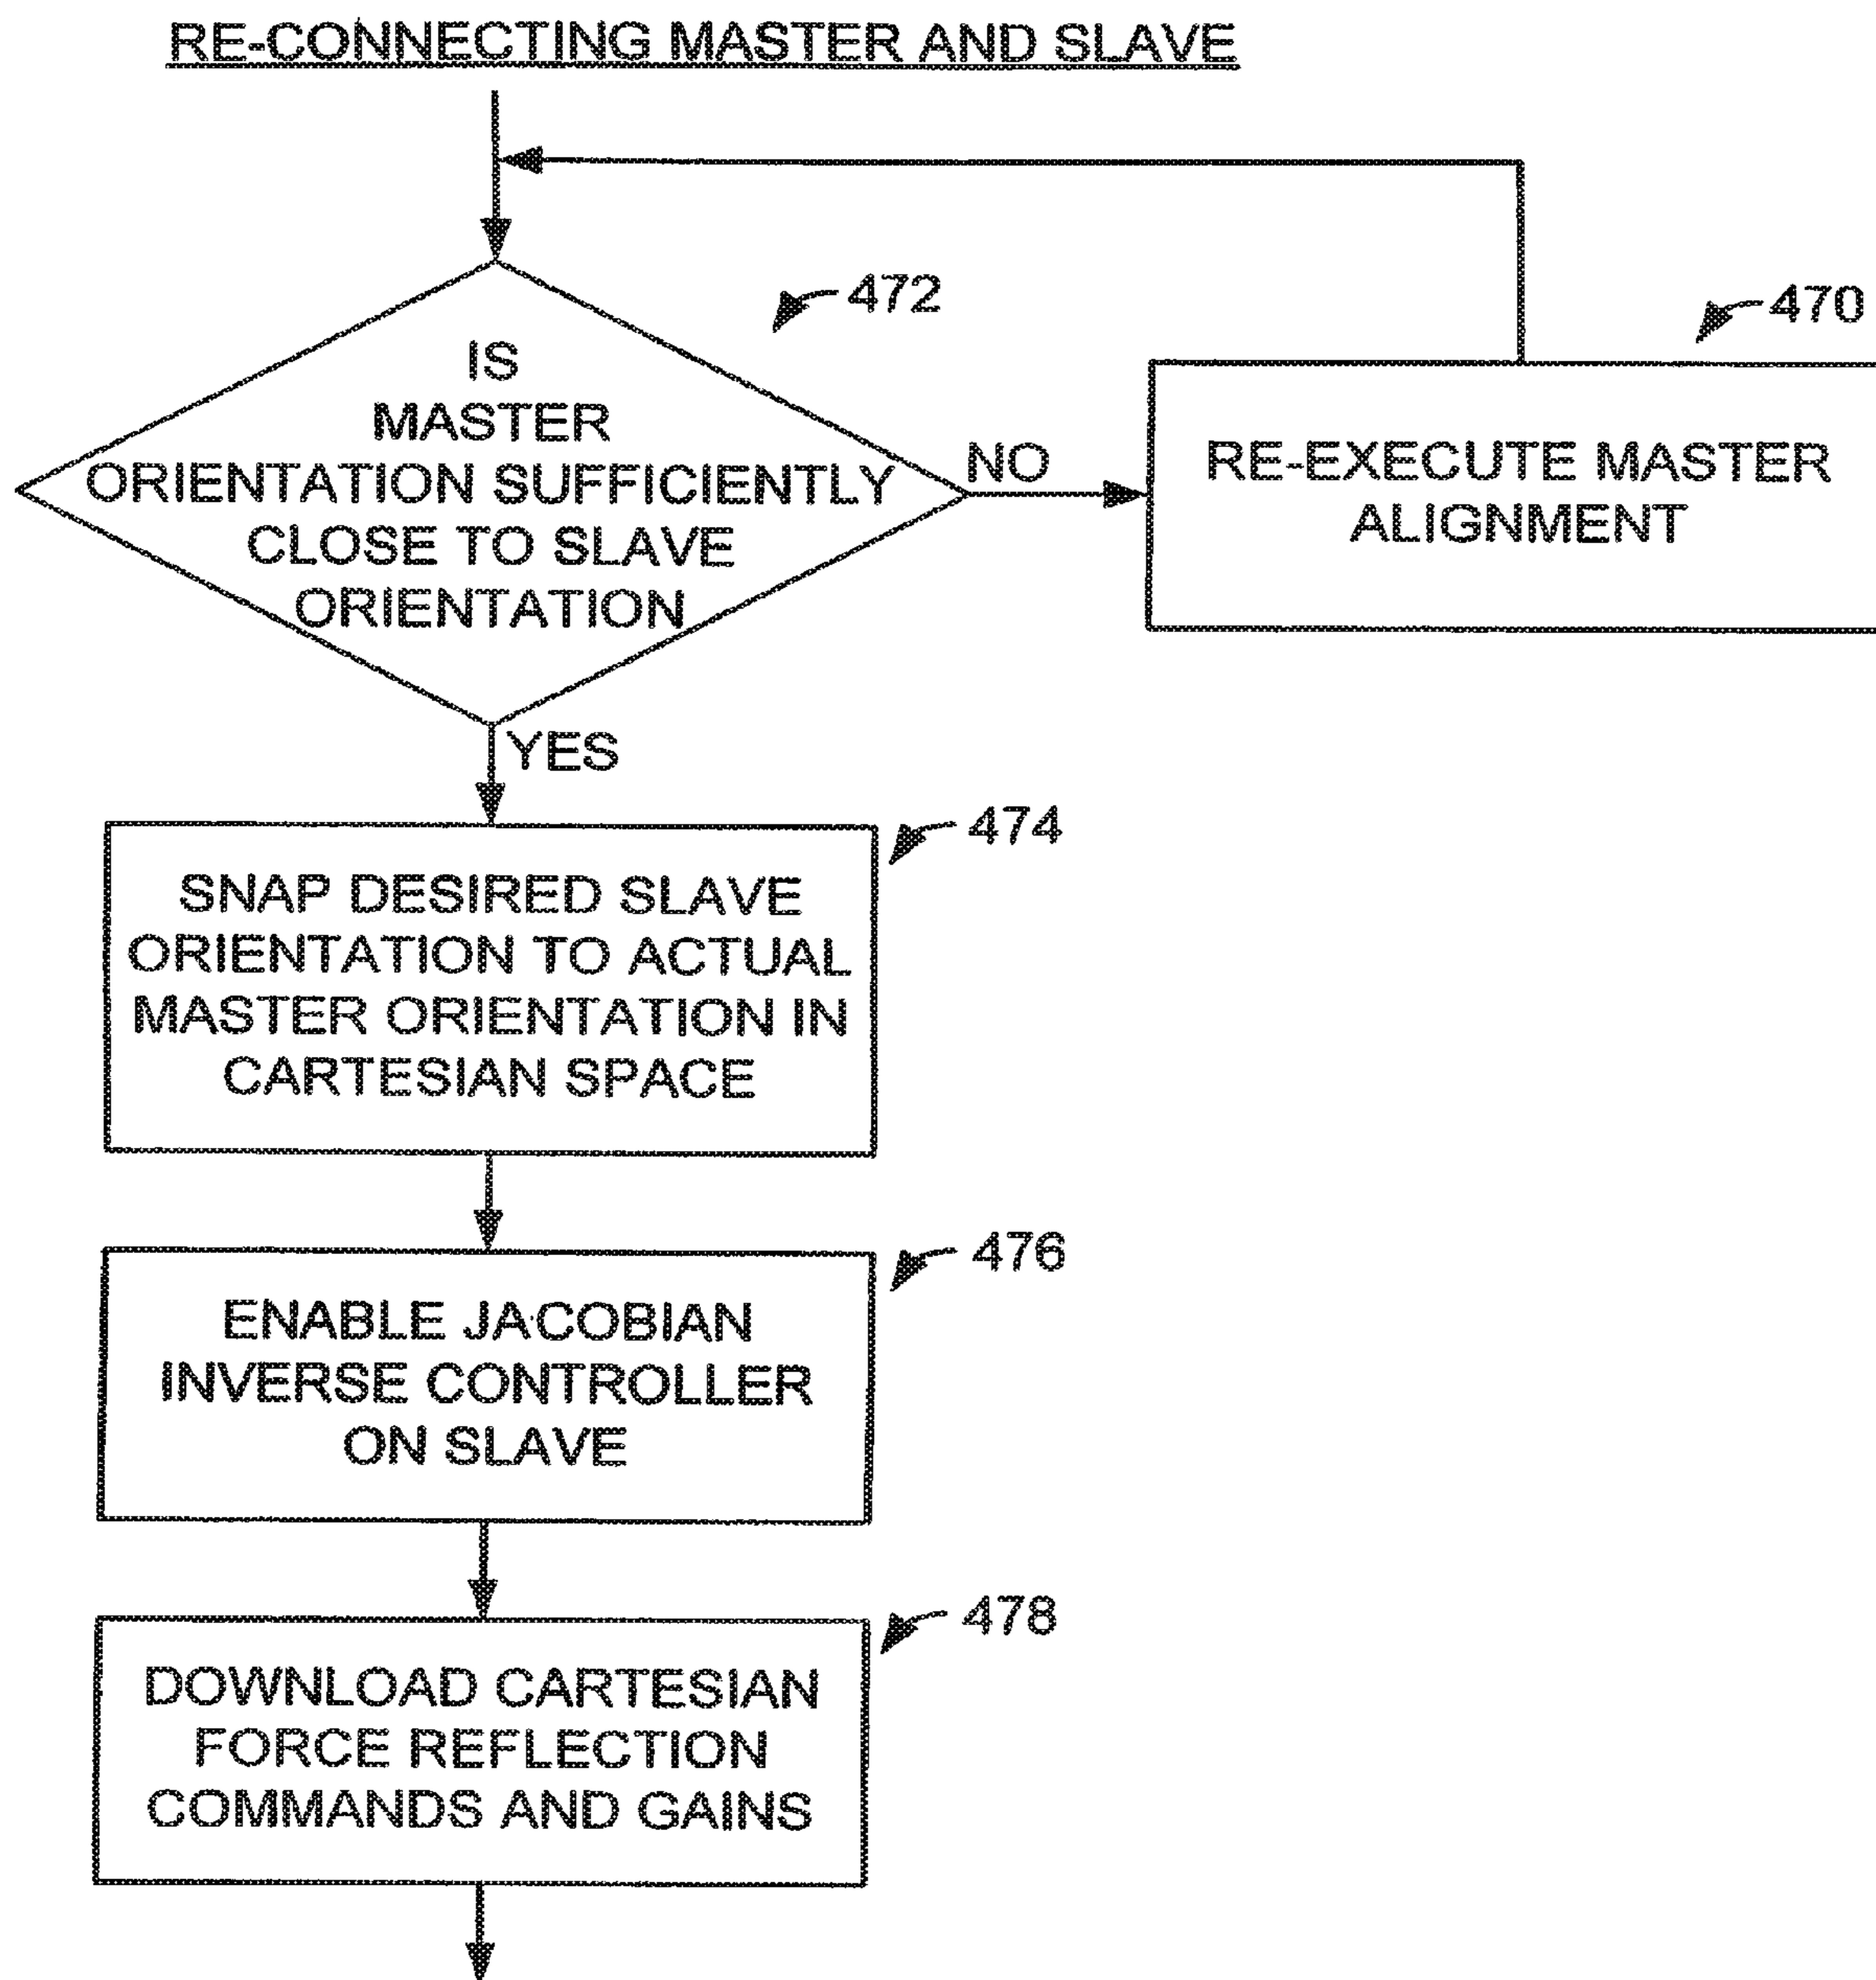 RE-CONNECTING MASTER AND SLAVE
472
470
IS
MASTER
ORIENTATION SUFFICIENTLY
CLOSE TO SLAVE
ORIENTATION
NO
RE-EXECUTE MASTER
ALIGNMENT
YES
474
SNAP DESIRED SLAVE
ORIENTATION TO ACTUAL
MASTER ORIENTATION IN
CARTESIAN SPACE
476
ENABLE JACOBIAN
INVERSE CONTROLLER
ON SLAVE
478
DOWNLOAD CARTESIAN
FORCE REFLECTION
COMMANDS AND GAINS